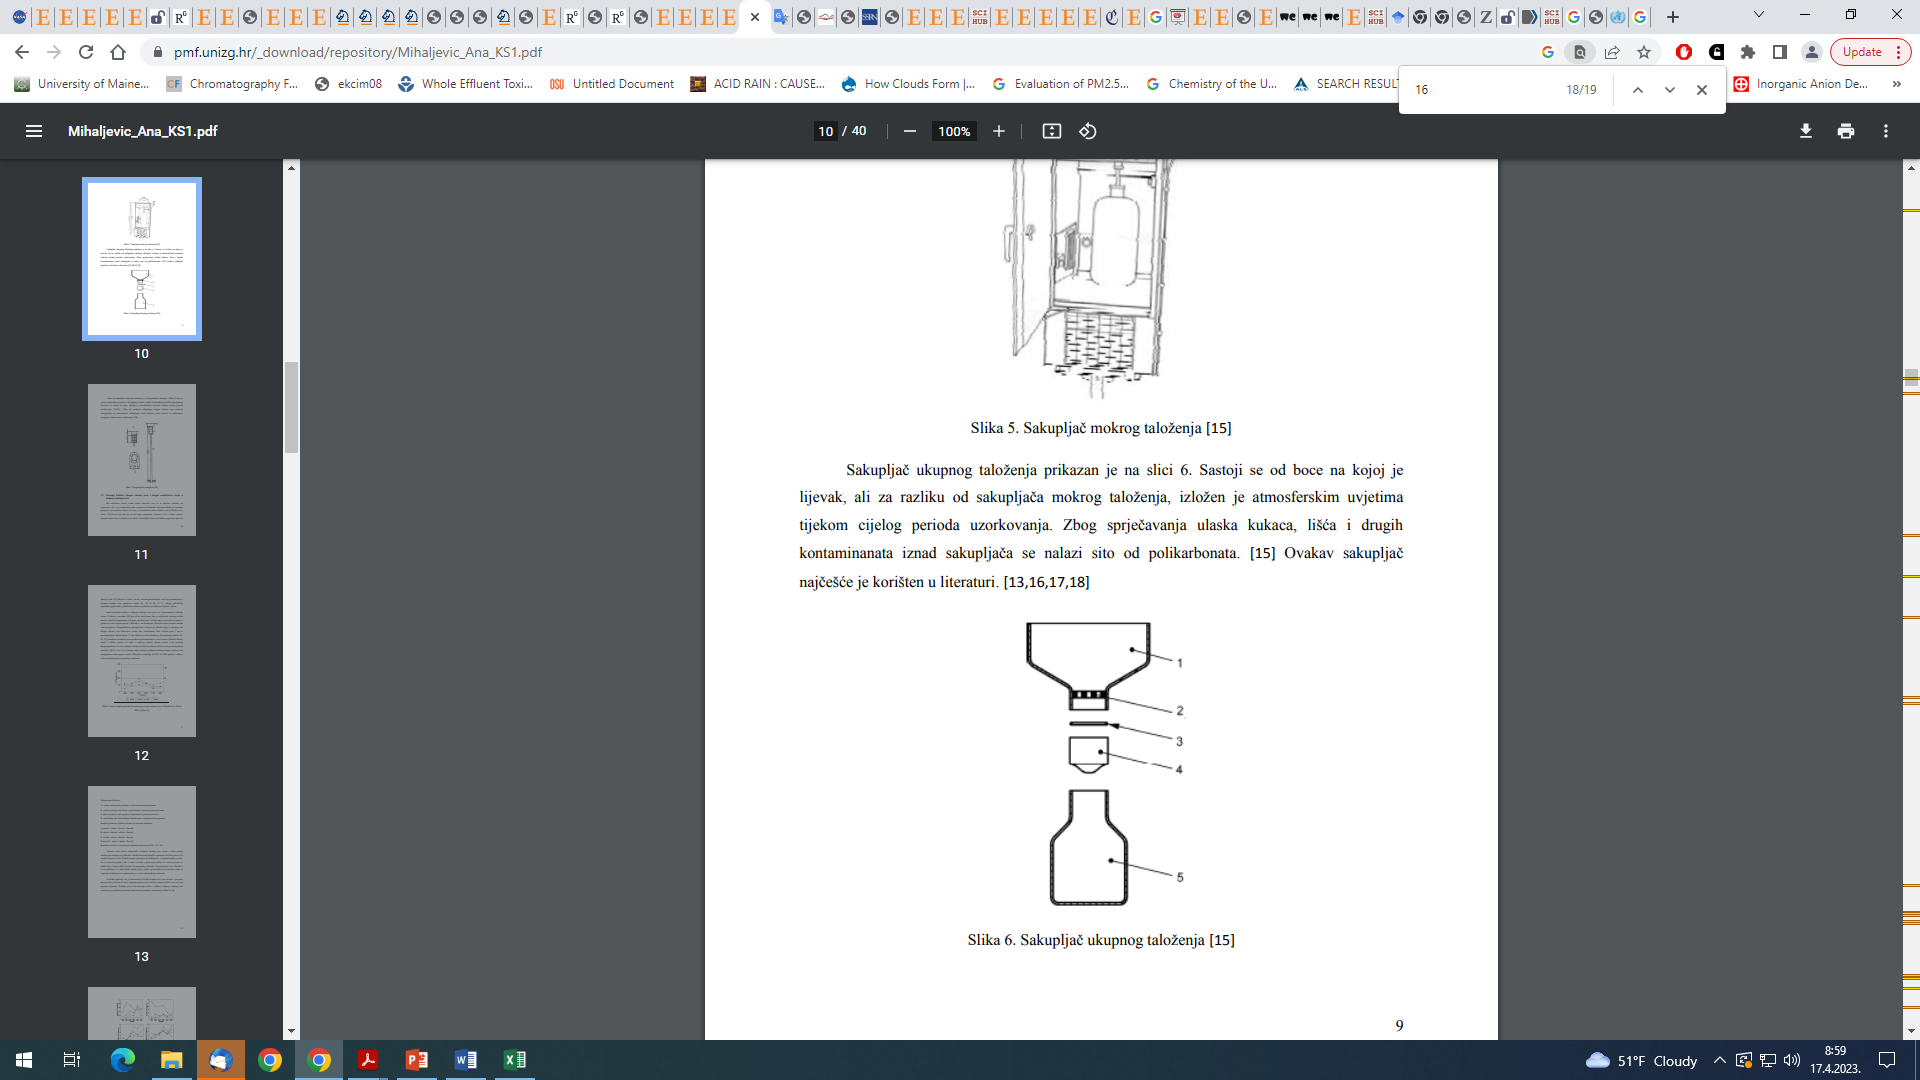 pmf.unizg.hr/_download/repository/Mihaljevic_Ana_KS1.pdf
Update
University of Maine...
Chromatography F...
ekcim08
Whole Effluent Toxi...
Untitled Document
ACID RAIN : CAUSE...
How Clouds Form |...
Evaluation of PM2.5...
Chemistry of the U...
SEARCH RESULT
Inorganic Anion De...
»
16
18/19
Mihaljevic_Ana_KS1.pdf
10 / 40
100%
10
11
12
13
Slika 5. Sakupljač mokrog taloženja [15]
Sakupljač ukupnog taloženja prikazan je na slici 6. Sastoji se od boce na kojoj je
lijevak, ali za razliku od sakupljača mokrog taloženja, izložen je atmosferskim uvjetima
tijekom cijelog perioda uzorkovanja. Zbog sprječavanja ulaska kukaca, lišća i drugih
kontaminanata iznad sakupljača se nalazi sito od polikarbonata. [15] Ovakav sakupljač
najčešće je korišten u literaturi. [13,16,17,18]
1
2
3
4
5
Slika 6. Sakupljač ukupnog taloženja [15]
9
51°F Cloudy
8:59
17.4.2023.